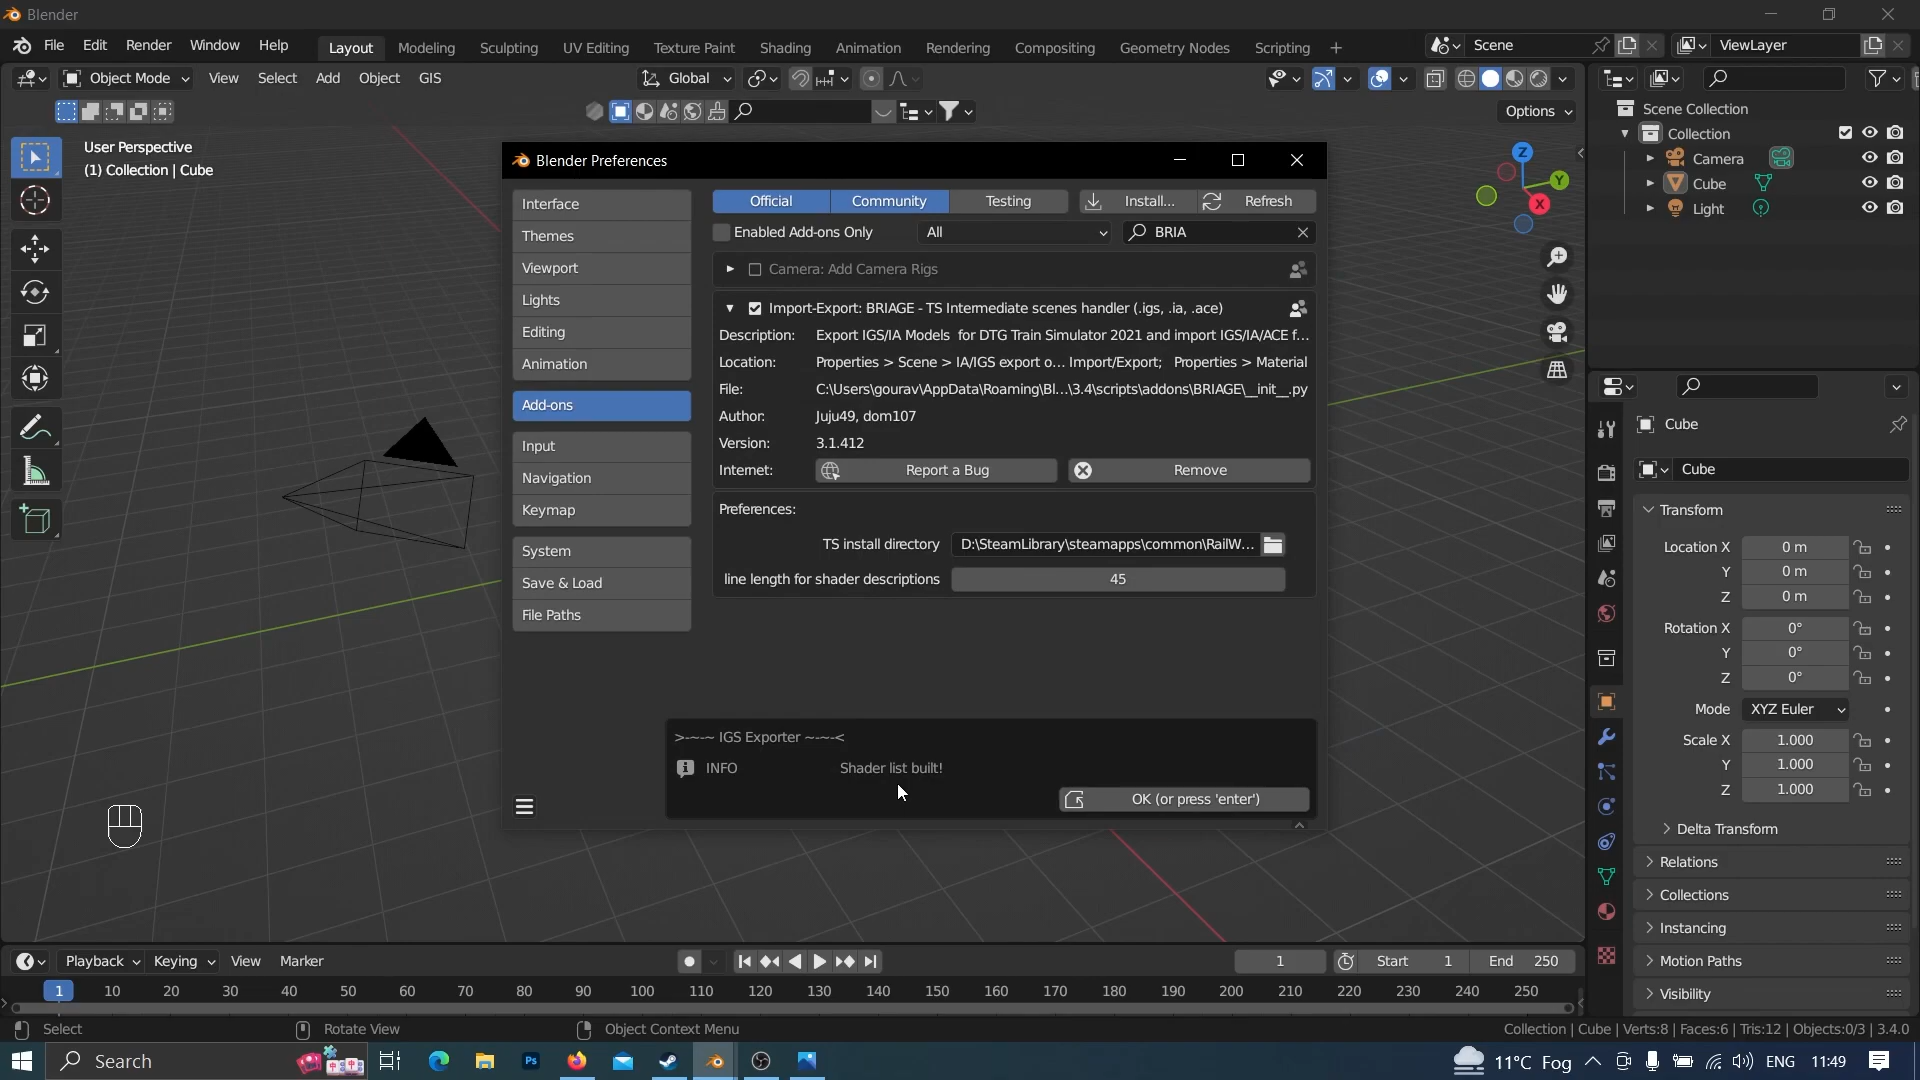 Blender
File Edit Render Window Help Layout Modeling Sculpting UV Editing Texture Paint Shading Animation Rendering Compositing Geometry Nodes Scripting + Scene ViewLayer
Object Mode View Select Add Object GIS Global
Options
User Perspective
(1) Collection | Cube
Z
Y
X
Scene Collection
Collection
Camera
Cube
Light
Blender Preferences
Interface
Themes
Viewport
Lights
Editing
Animation
Add-ons
Input
Navigation
Keymap
System
Save & Load
File Paths
Official Community Testing Install... Refresh
Enabled Add-ons Only All BRIA
Camera: Add Camera Rigs
Import-Export: BRIAGE - TS Intermediate scenes handler (.igs, .ia, .ace)
Description: Export IGS/IA Models for DTG Train Simulator 2021 and import IGS/IA/ACE f...
Location: Properties > Scene > IA/IGS export o... Import/Export; Properties > Material
File: C:\Users\gourav\AppData\Roaming\Bl...\3.4\scripts\addons\BRIAGE\__init__.py
Author: Juju49, dom107
Version: 3.1.412
Internet: Report a Bug Remove
Preferences:
TS install directory D:\SteamLibrary\steamapps\common\RailW...
line length for shader descriptions 45
>-~-~ IGS Exporter ~-~-<
INFO Shader list built!
OK (or press 'enter')
Cube
Cube
Transform
Location X 0 m
Y 0 m
Z 0 m
Rotation X 0°
Y 0°
Z 0°
Mode XYZ Euler
Scale X 1.000
Y 1.000
Z 1.000
Delta Transform
Relations
Collections
Instancing
Motion Paths
Visibility
Playback Keying View Marker 1 Start 1 End 250
1 10 20 30 40 50 60 70 80 90 100 110 120 130 140 150 160 170 180 190 200 210 220 230 240 250
Select Rotate View Object Context Menu Collection | Cube | Verts:8 | Faces:6 | Tris:12 | Objects:0/3 | 3.4.0
Search Ps 11°C Fog ENG 11:49